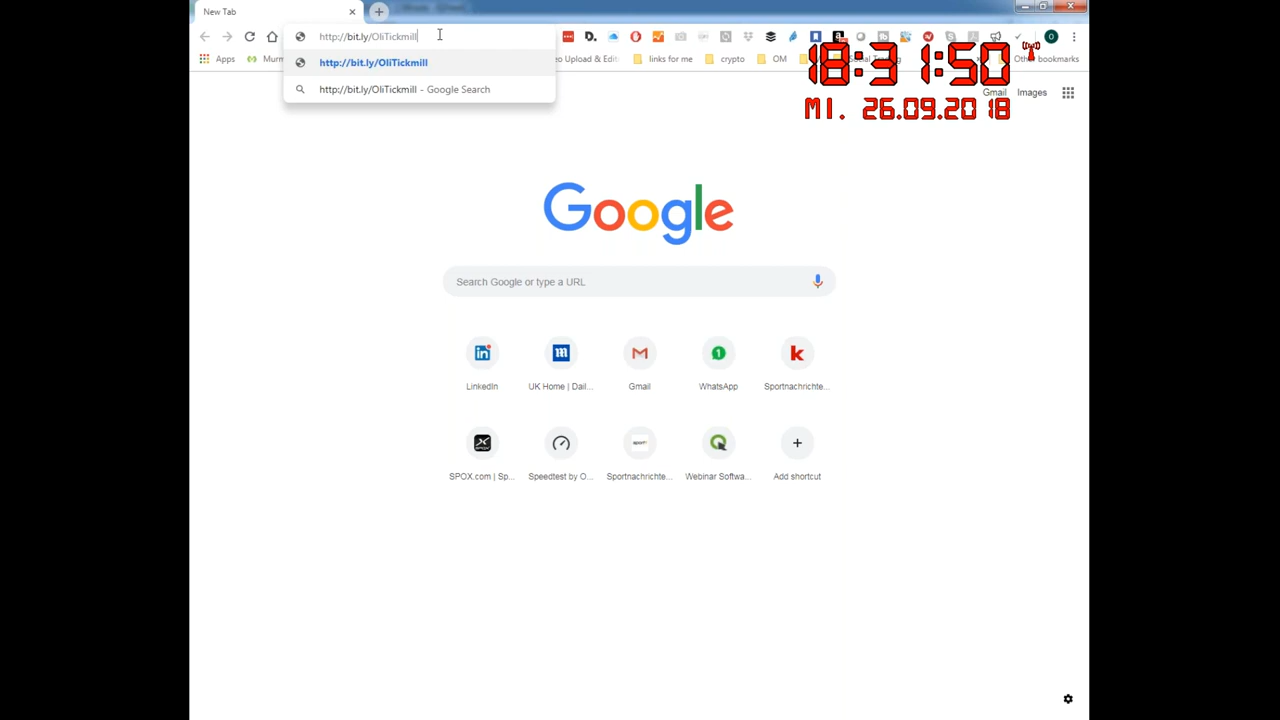 New Tab
http://bit.ly/OliTickmill
http://bit.ly/OliTickmill
http://bit.ly/OliTickmill - Google Search
Apps
links for me
crypto
OM
Other bookmarks
18:31:50
MI. 26.09.2018
Gmail
Images
Google
Search Google or type a URL
LinkedIn
UK Home | Dail...
Gmail
WhatsApp
Sportnachrichte...
SPOX.com | Sp...
Speedtest by O...
Sportnachrichte...
Webinar Softwa...
Add shortcut